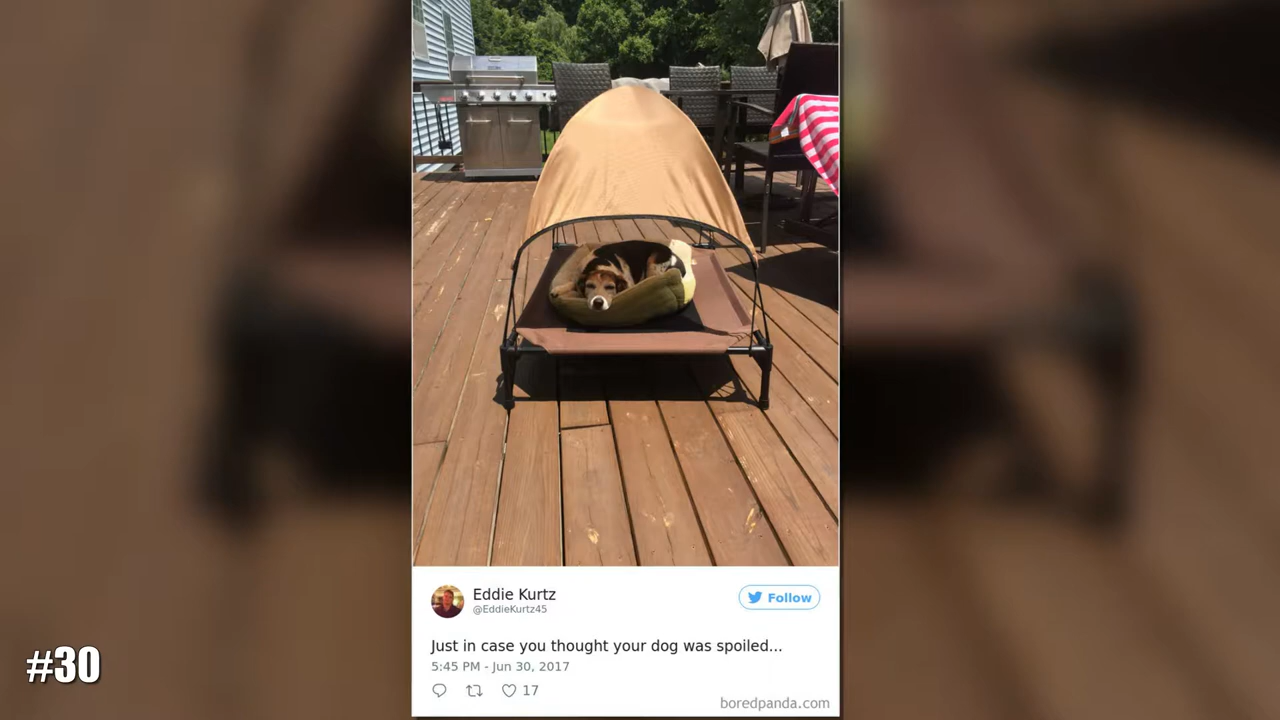 Eddie Kurtz
@EddieKurtz45
Follow
Just in case you thought your dog was spoiled...
5:45 PM - Jun 30, 2017
17
#30
boredpanda.com